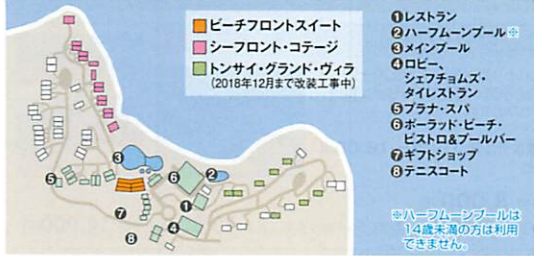 ビーチフロントスイート
シーフロント・コテージ
トンサイ・グランド・ヴィラ
(2018年12月まで改装工事中)
❶レストラン
❷ハーフムーンプール※
❸メインプール
❹ロビー、
シェフチョムズ・
タイレストラン
❺プラナ・スパ
❻ボーラッド・ビーチ・
ビストロ&プールバー
❼ギフトショップ
❽テニスコート
※ハーフムーンプールは
14歳未満の方は利用
できません。
❸
❻
❷
❺
❶
❼
❹
❽